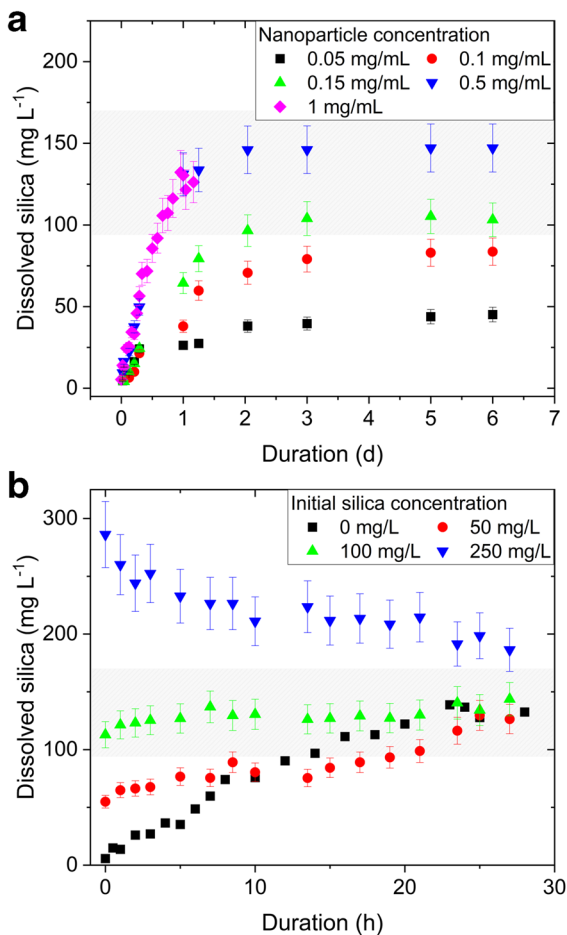 a
Nanoparticle concentration
0.05 mg/mL 0.1 mg/mL
0.15 mg/mL 0.5 mg/mL
1 mg/mL
Dissolved silica (mg L⁻¹)
200
150
100
50
0
0 1 2 3 4 5 6 7
Duration (d)
b
Initial silica concentration
0 mg/L 50 mg/L
100 mg/L 250 mg/L
Dissolved silica (mg L⁻¹)
300
200
100
0
0 10 20 30
Duration (h)